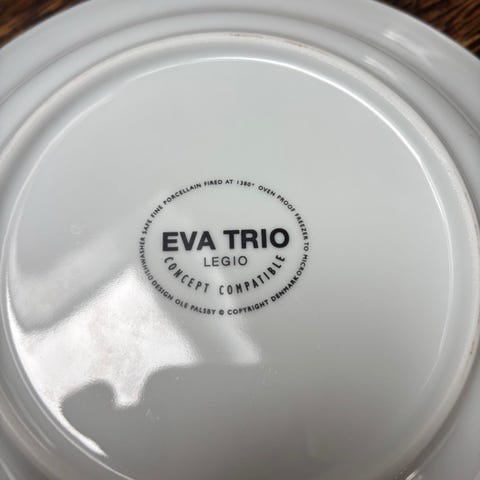 DISHWASHER SAFE FINE PORCELAIN FIRED AT 1380° OVEN PROOF FREEZER TO MICRO
EVA TRIO
LEGIO
CONCEPT COMPATIBLE
DESIGN OLE PALSBY © COPYRIGHT DENMARK